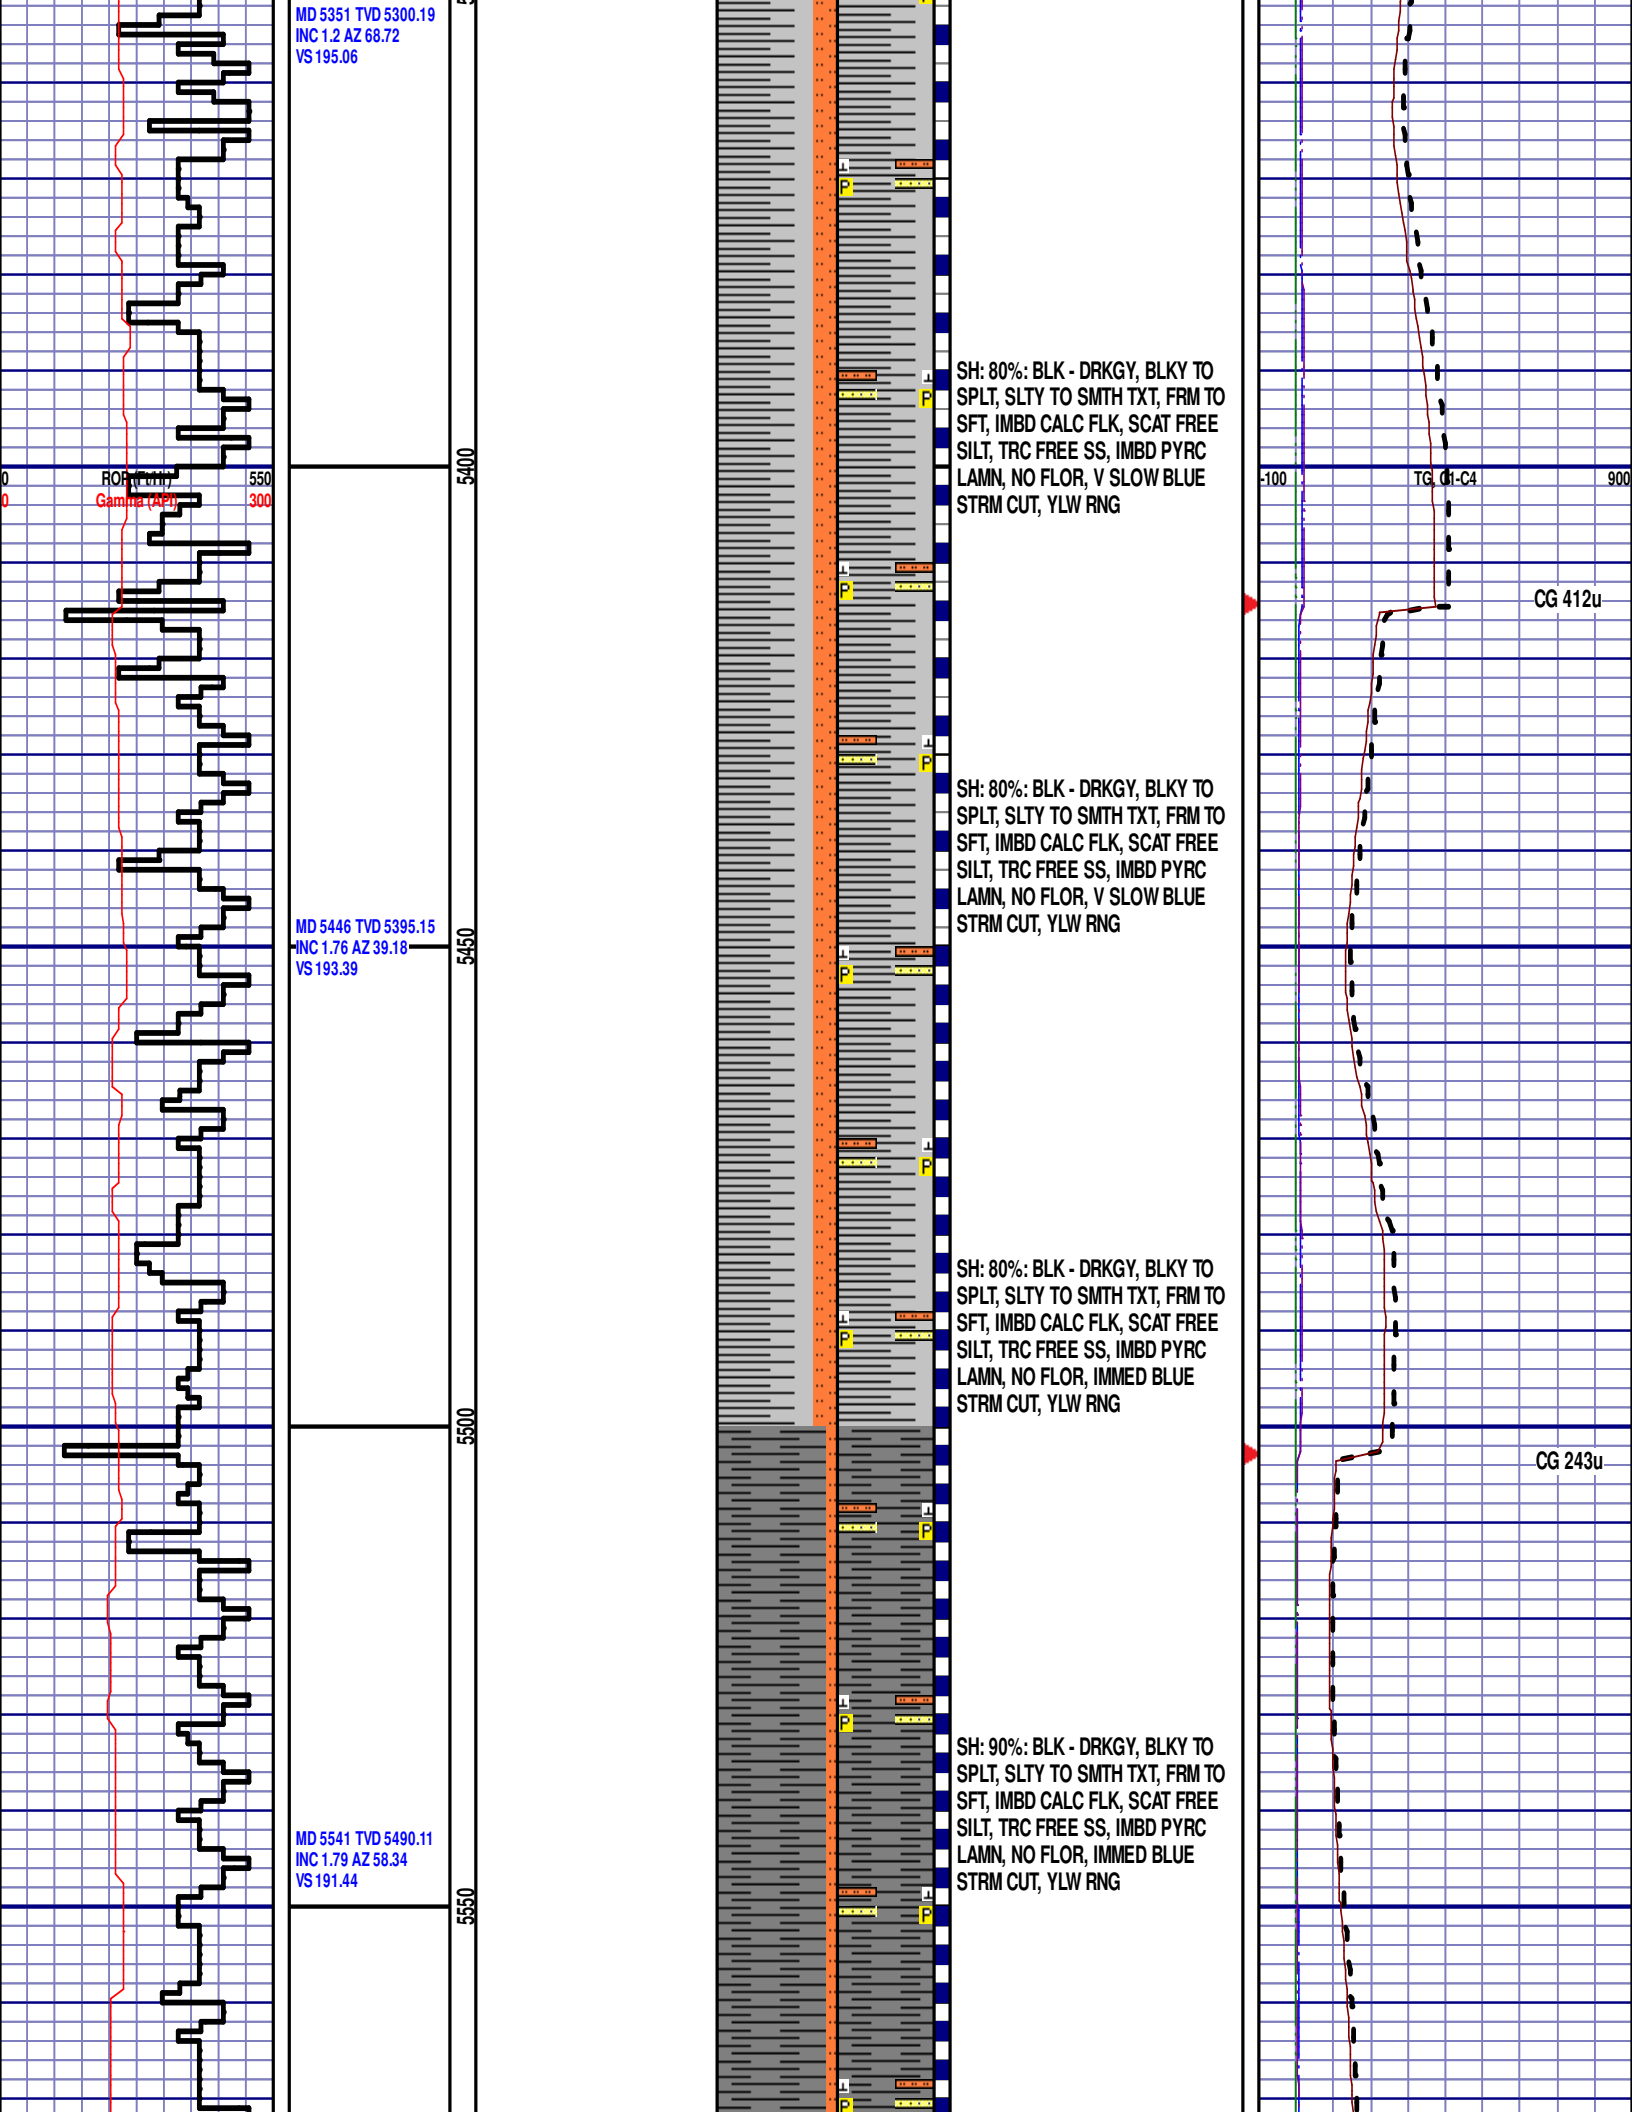 MD 5351 TVD 5300.19
INC 1.2 AZ 68.72
VS 195.06
P
SH: 80%: BLK - DRKGY, BLKY TO
SPLT, SLTY TO SMTH TXT, FRM TO
SFT, IMBD CALC FLK, SCAT FREE
SILT, TRC FREE SS, IMBD PYRC
LAMN, NO FLOR, V SLOW BLUE
STRM CUT, YLW RNG
P
5400
0 ROP (Ft/Hr) 550
0 Gamma (API) 300
-100 TG, C1-C4 900
P
CG 412u
P
SH: 80%: BLK - DRKGY, BLKY TO
SPLT, SLTY TO SMTH TXT, FRM TO
SFT, IMBD CALC FLK, SCAT FREE
SILT, TRC FREE SS, IMBD PYRC
LAMN, NO FLOR, V SLOW BLUE
STRM CUT, YLW RNG
MD 5446 TVD 5395.15
INC 1.76 AZ 39.18
VS 193.39
5450
P
P
SH: 80%: BLK - DRKGY, BLKY TO
SPLT, SLTY TO SMTH TXT, FRM TO
SFT, IMBD CALC FLK, SCAT FREE
SILT, TRC FREE SS, IMBD PYRC
LAMN, NO FLOR, IMMED BLUE
STRM CUT, YLW RNG
P
5500
CG 243u
P
P
SH: 90%: BLK - DRKGY, BLKY TO
SPLT, SLTY TO SMTH TXT, FRM TO
SFT, IMBD CALC FLK, SCAT FREE
SILT, TRC FREE SS, IMBD PYRC
LAMN, NO FLOR, IMMED BLUE
STRM CUT, YLW RNG
MD 5541 TVD 5490.11
INC 1.79 AZ 58.34
VS 191.44
5550
P
P